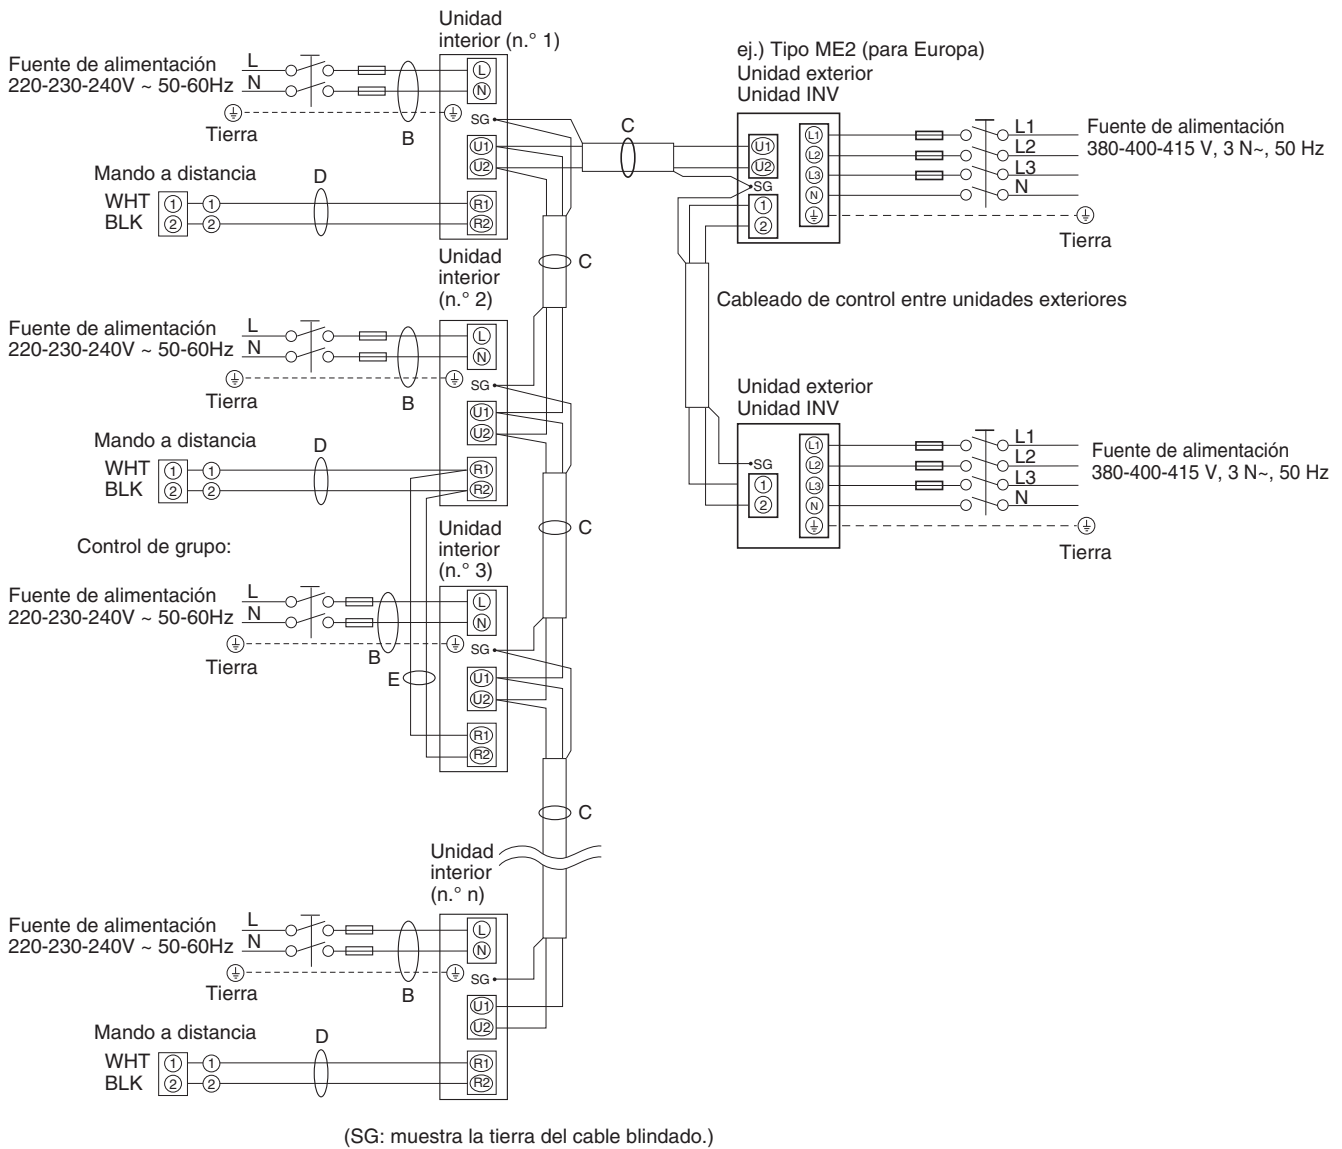 Unidad
interior (n.° 1)
Fuente de alimentación
220-230-240V ~ 50-60Hz
L
N
Tierra
B
L
N
SG
U1
U2
R1
R2
Mando a distancia
WHT
BLK
1
2
1
2
D
C
ej.) Tipo ME2 (para Europa)
Unidad exterior
Unidad INV
U1
U2
SG
1
2
L1
L2
L3
N
L1
L2
L3
N
Fuente de alimentación
380-400-415 V, 3 N~, 50 Hz
Tierra
Unidad
interior
(n.° 2)
C
Cableado de control entre unidades exteriores
Fuente de alimentación
220-230-240V ~ 50-60Hz
L
N
Tierra
B
L
N
SG
U1
U2
R1
R2
Mando a distancia
WHT
BLK
1
2
1
2
D
Unidad exterior
Unidad INV
SG
1
2
L1
L2
L3
N
L1
L2
L3
N
Fuente de alimentación
380-400-415 V, 3 N~, 50 Hz
Tierra
Control de grupo:
Unidad
interior
(n.° 3)
C
Fuente de alimentación
220-230-240V ~ 50-60Hz
L
N
Tierra
B
E
L
N
SG
U1
U2
R1
R2
C
Unidad
interior
(n.° n)
Fuente de alimentación
220-230-240V ~ 50-60Hz
L
N
Tierra
B
L
N
SG
U1
U2
R1
R2
Mando a distancia
WHT
BLK
1
2
1
2
D
(SG: muestra la tierra del cable blindado.)